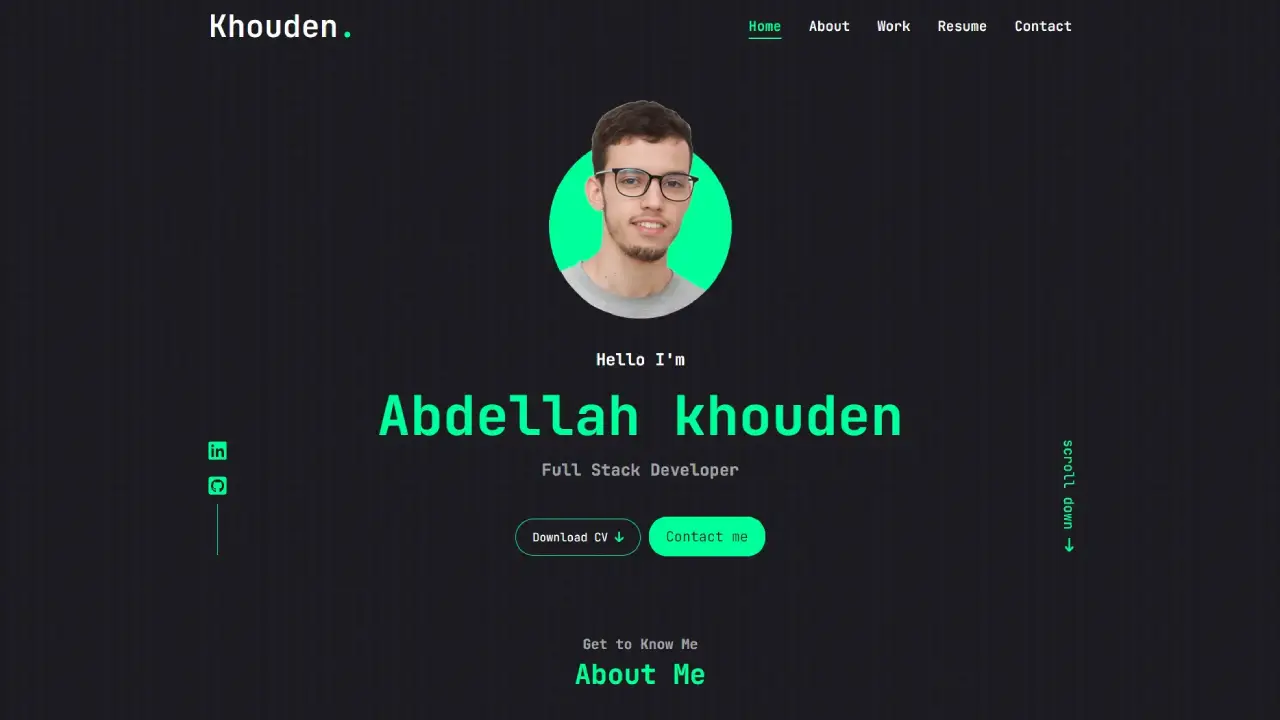 Khouden.
Home About Work Resume Contact
Hello I'm
Abdellah khouden
Full Stack Developer
scroll down →
Download CV ↓
Contact me
Get to Know Me
About Me